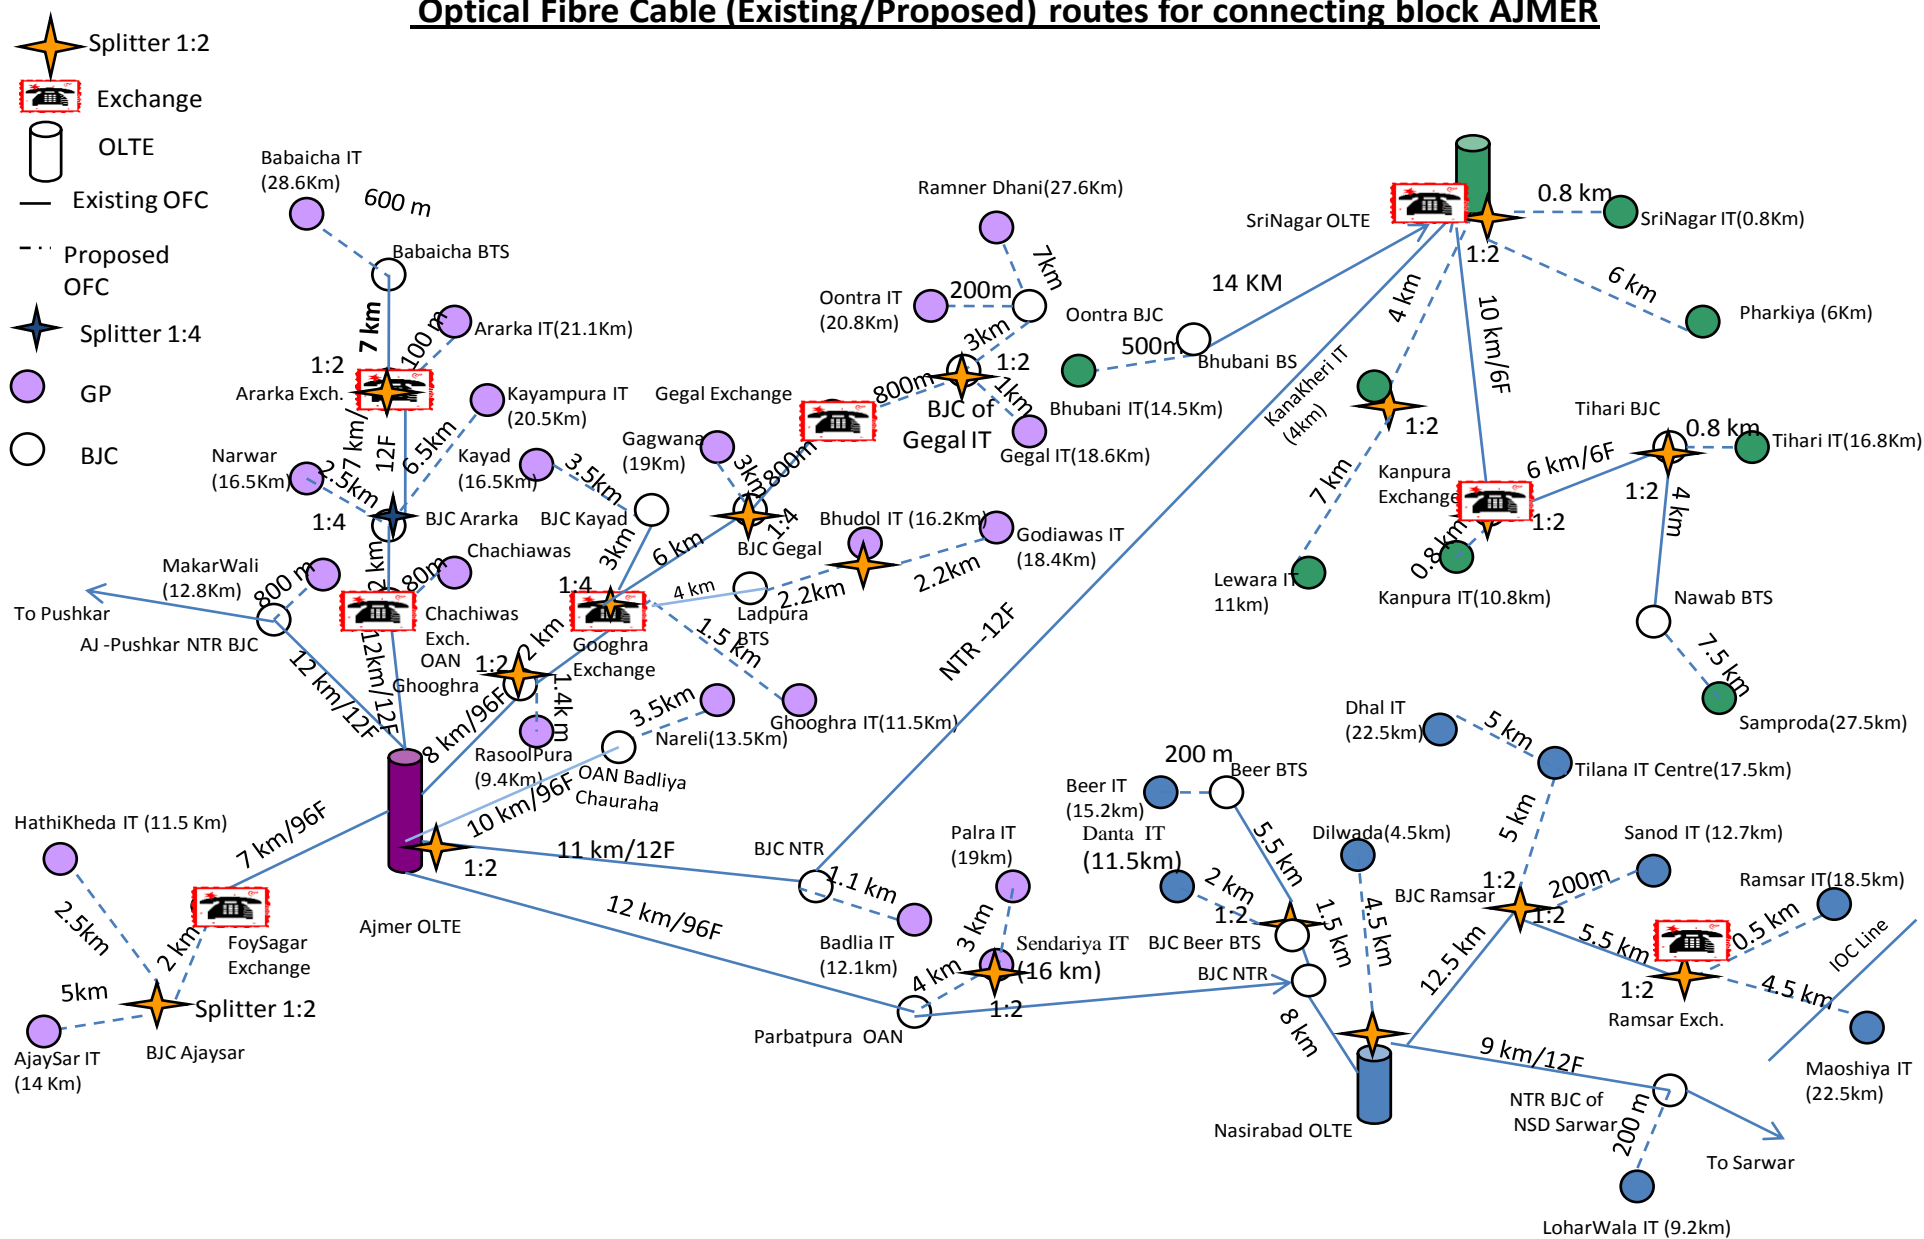 Optical Fibre Cable (Existing/Proposed) routes for connecting block AJMER
Splitter 1:2
Exchange
OLTE
Existing OFC
Proposed
OFC
Splitter 1:4
GP
BJC
Babaicha IT
(28.6Km)
600 m
Babaicha BTS
7 km
100 m
Ararka IT(21.1Km)
1:2
Ararka Exch.
7 km/
12F
6.5km
Kayampura IT
(20.5Km)
Narwar
(16.5Km)
2.5km
1:4
BJC Ararka
Kayad
(16.5Km)
3.5km
BJC Kayad
3km
MakarWali
(12.8Km)
800 m
2 km
80m
Chachiawas
To Pushkar
AJ -Pushkar NTR BJC
Chachiwas
Exch.
OAN
Ghooghra
12 km/12F
12km/12F
Gegal Exchange
Gagwana
(19Km)
3km
800m
1:4
BJC Gegal
6 km
1:4
Googhra
Exchange
2 km
1:2
1.4k m
8 km/96F
RasoolPura
(9.4Km)
4 km
Ladpura
BTS
2.2km
Bhudol IT (16.2Km)
2.2km
Godiawas IT
(18.4Km)
1.5 km
Ghooghra IT(11.5Km)
3.5km
Nareli(13.5Km)
OAN Badliya
Chauraha
10 km/96F
Ramner Dhani(27.6Km)
7km
Oontra IT
(20.8Km)
200m
Oontra BJC
3km
1:2
800m
1km
BJC of
Gegal IT
Gegal IT(18.6Km)
500m
Bhubani BS
Bhubani IT(14.5Km)
14 KM
NTR -12F
SriNagar OLTE
0.8 km
SriNagar IT(0.8Km)
1:2
6 km
Pharkiya (6Km)
4 km
10 km/6F
KanaKheri IT
(4km)
1:2
7 km
Lewara IT
11km)
Kanpura
Exchange
1:2
0.8 km
Kanpura IT(10.8km)
6 km/6F
Tihari BJC
0.8 km
Tihari IT(16.8Km)
1:2
4 km
Nawab BTS
7.5 km
Samproda(27.5km)
HathiKheda IT (11.5 Km)
7 km/96F
2.5km
2 km
FoySagar
Exchange
5km
Splitter 1:2
AjaySar IT
(14 Km)
BJC Ajaysar
Ajmer OLTE
1:2
11 km/12F
BJC NTR
1.1 km
Badlia IT
(12.1km)
12 km/96F
Palra IT
(19km)
3 km
Sendariya IT
(16 km)
4 km
1:2
Parbatpura OAN
200 m
Beer BTS
Beer IT
(15.2km)
Danta IT
(11.5km)
5.5km
2 km
1:2
BJC Beer BTS
1.5 km
BJC NTR
8 km
Dilwada(4.5km)
4.5 km
Nasirabad OLTE
12.5 km
Dhal IT
(22.5km)
5 km
Tilana IT Centre(17.5km)
5 km
Sanod IT (12.7km)
1:2
BJC Ramsar
200m
1:2
Ramsar IT(18.5km)
5.5km
0.5 km
IOC Line
1:2
Ramsar Exch.
4.5 km
Maoshiya IT
(22.5km)
9 km/12F
NTR BJC of
NSD Sarwar
200 m
To Sarwar
LoharWala IT (9.2km)